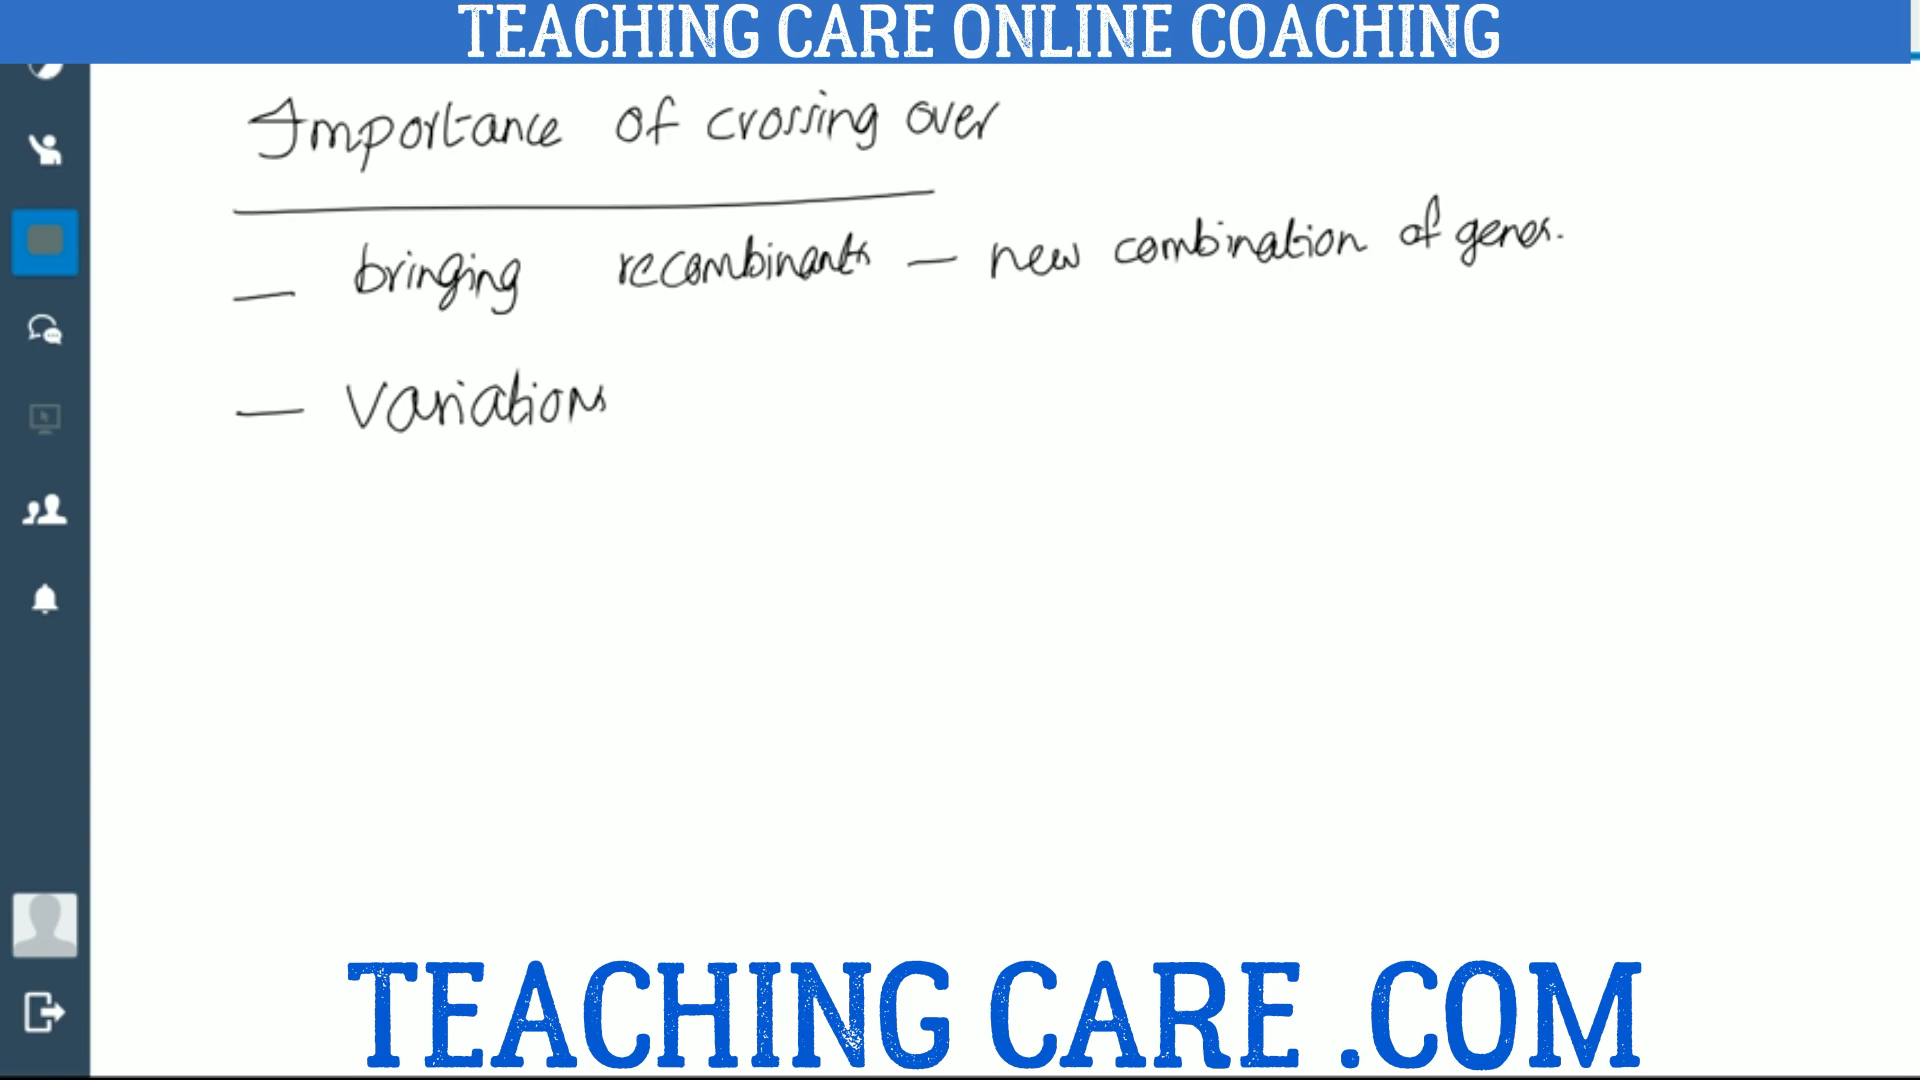 TEACHING CARE ONLINE COACHING
Importance of crossing over
— bringing recombinants — new combination of genes.
— Variations
TEACHING CARE .COM